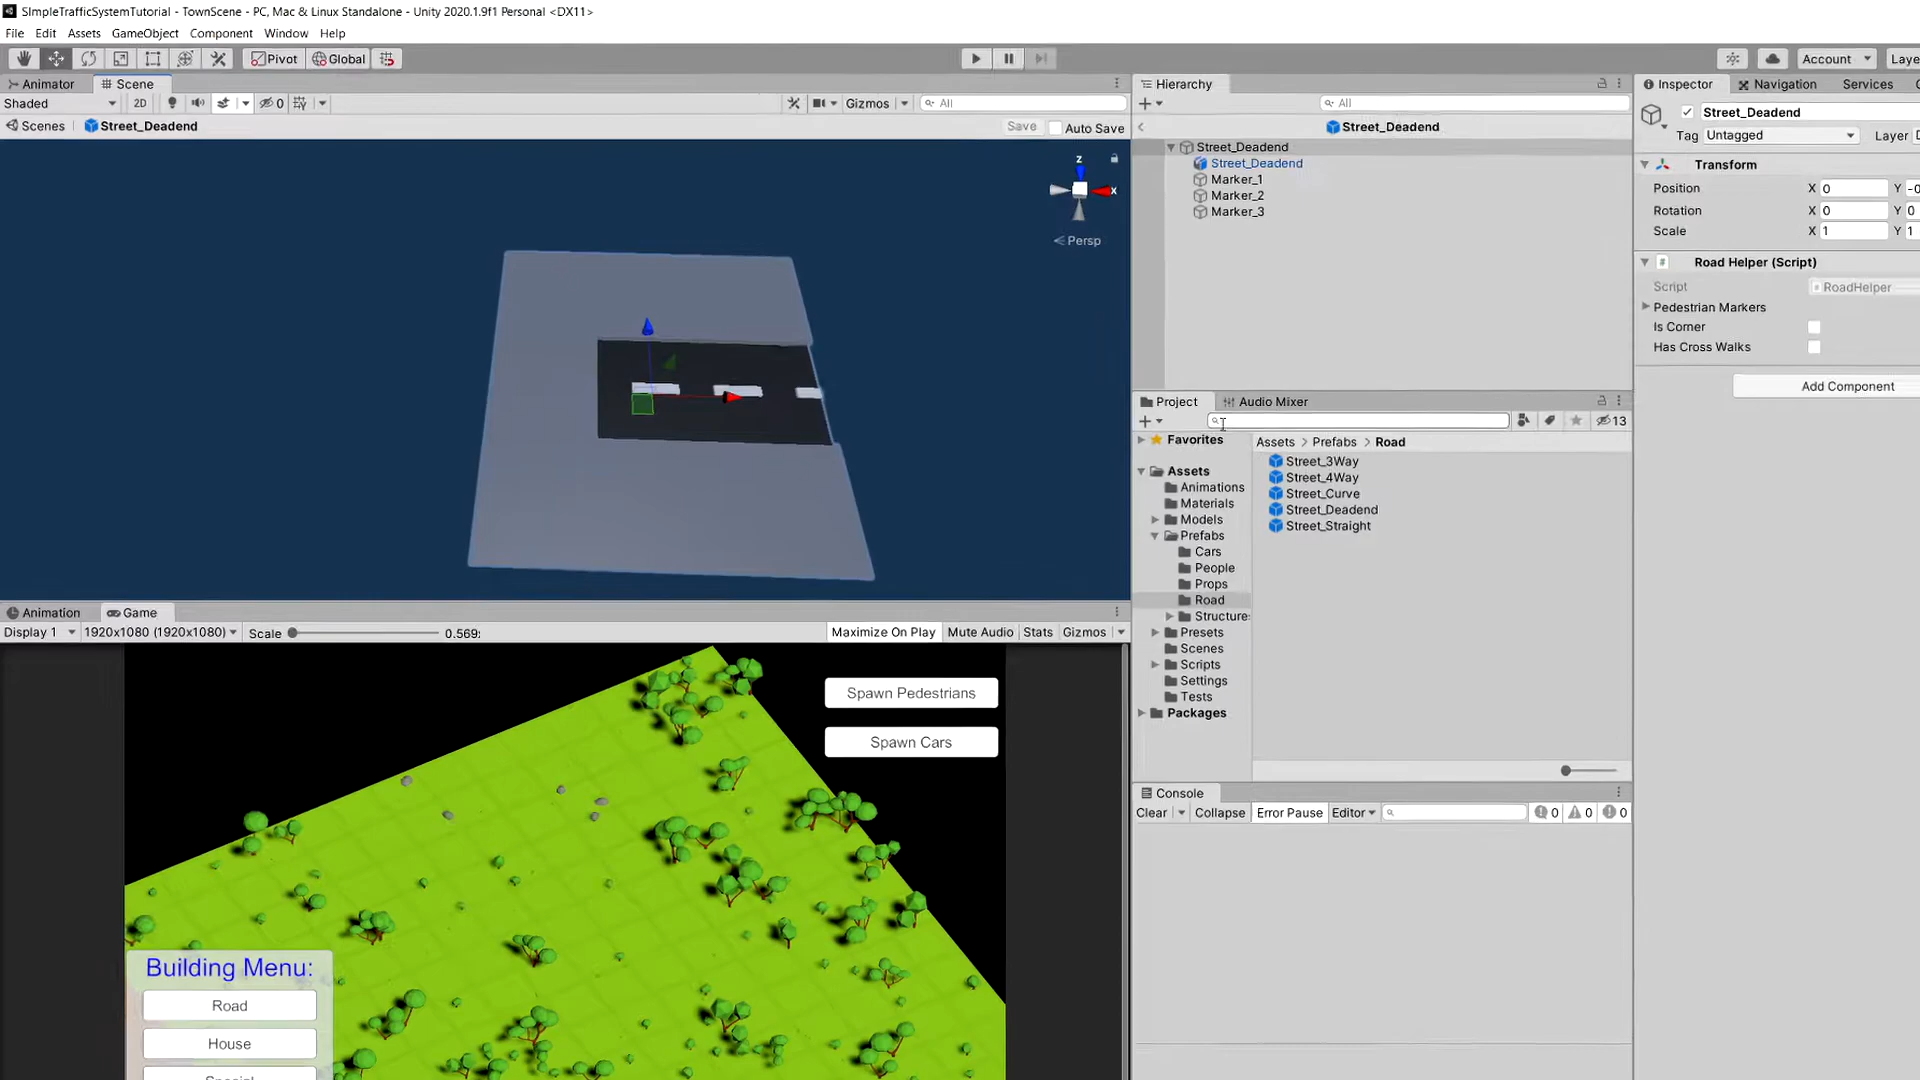 SImpleTrafficSystemTutorial - TownScene - PC, Mac & Linux Standalone - Unity 2020.1.9f1 Personal <DX11>
File Edit Assets GameObject Component Window Help
Pivot Global Account Laye
Animator Scene
Shaded 2D 0 Gizmos All
Scenes Street_Deadend Save Auto Save
z
x
Persp
Hierarchy
All
Street_Deadend
Street_Deadend
Street_Deadend
Marker_1
Marker_2
Marker_3
Inspector Navigation Services
Street_Deadend
Tag Untagged Layer D
Transform
Position X 0 Y -0
Rotation X 0 Y 0
Scale X 1 Y 1
Road Helper (Script)
Script RoadHelper
Pedestrian Markers
Is Corner
Has Cross Walks
Add Component
Project Audio Mixer
13
Favorites
Assets
Animations
Materials
Models
Prefabs
Cars
People
Props
Road
Structure
Presets
Scenes
Scripts
Settings
Tests
Packages
Assets > Prefabs > Road
Street_3Way
Street_4Way
Street_Curve
Street_Deadend
Street_Straight
Animation Game
Display 1 1920x1080 (1920x1080) Scale 0.569: Maximize On Play Mute Audio Stats Gizmos
Spawn Pedestrians
Spawn Cars
Building Menu:
Road
House
Special
Console
Clear Collapse Error Pause Editor 0 0 0